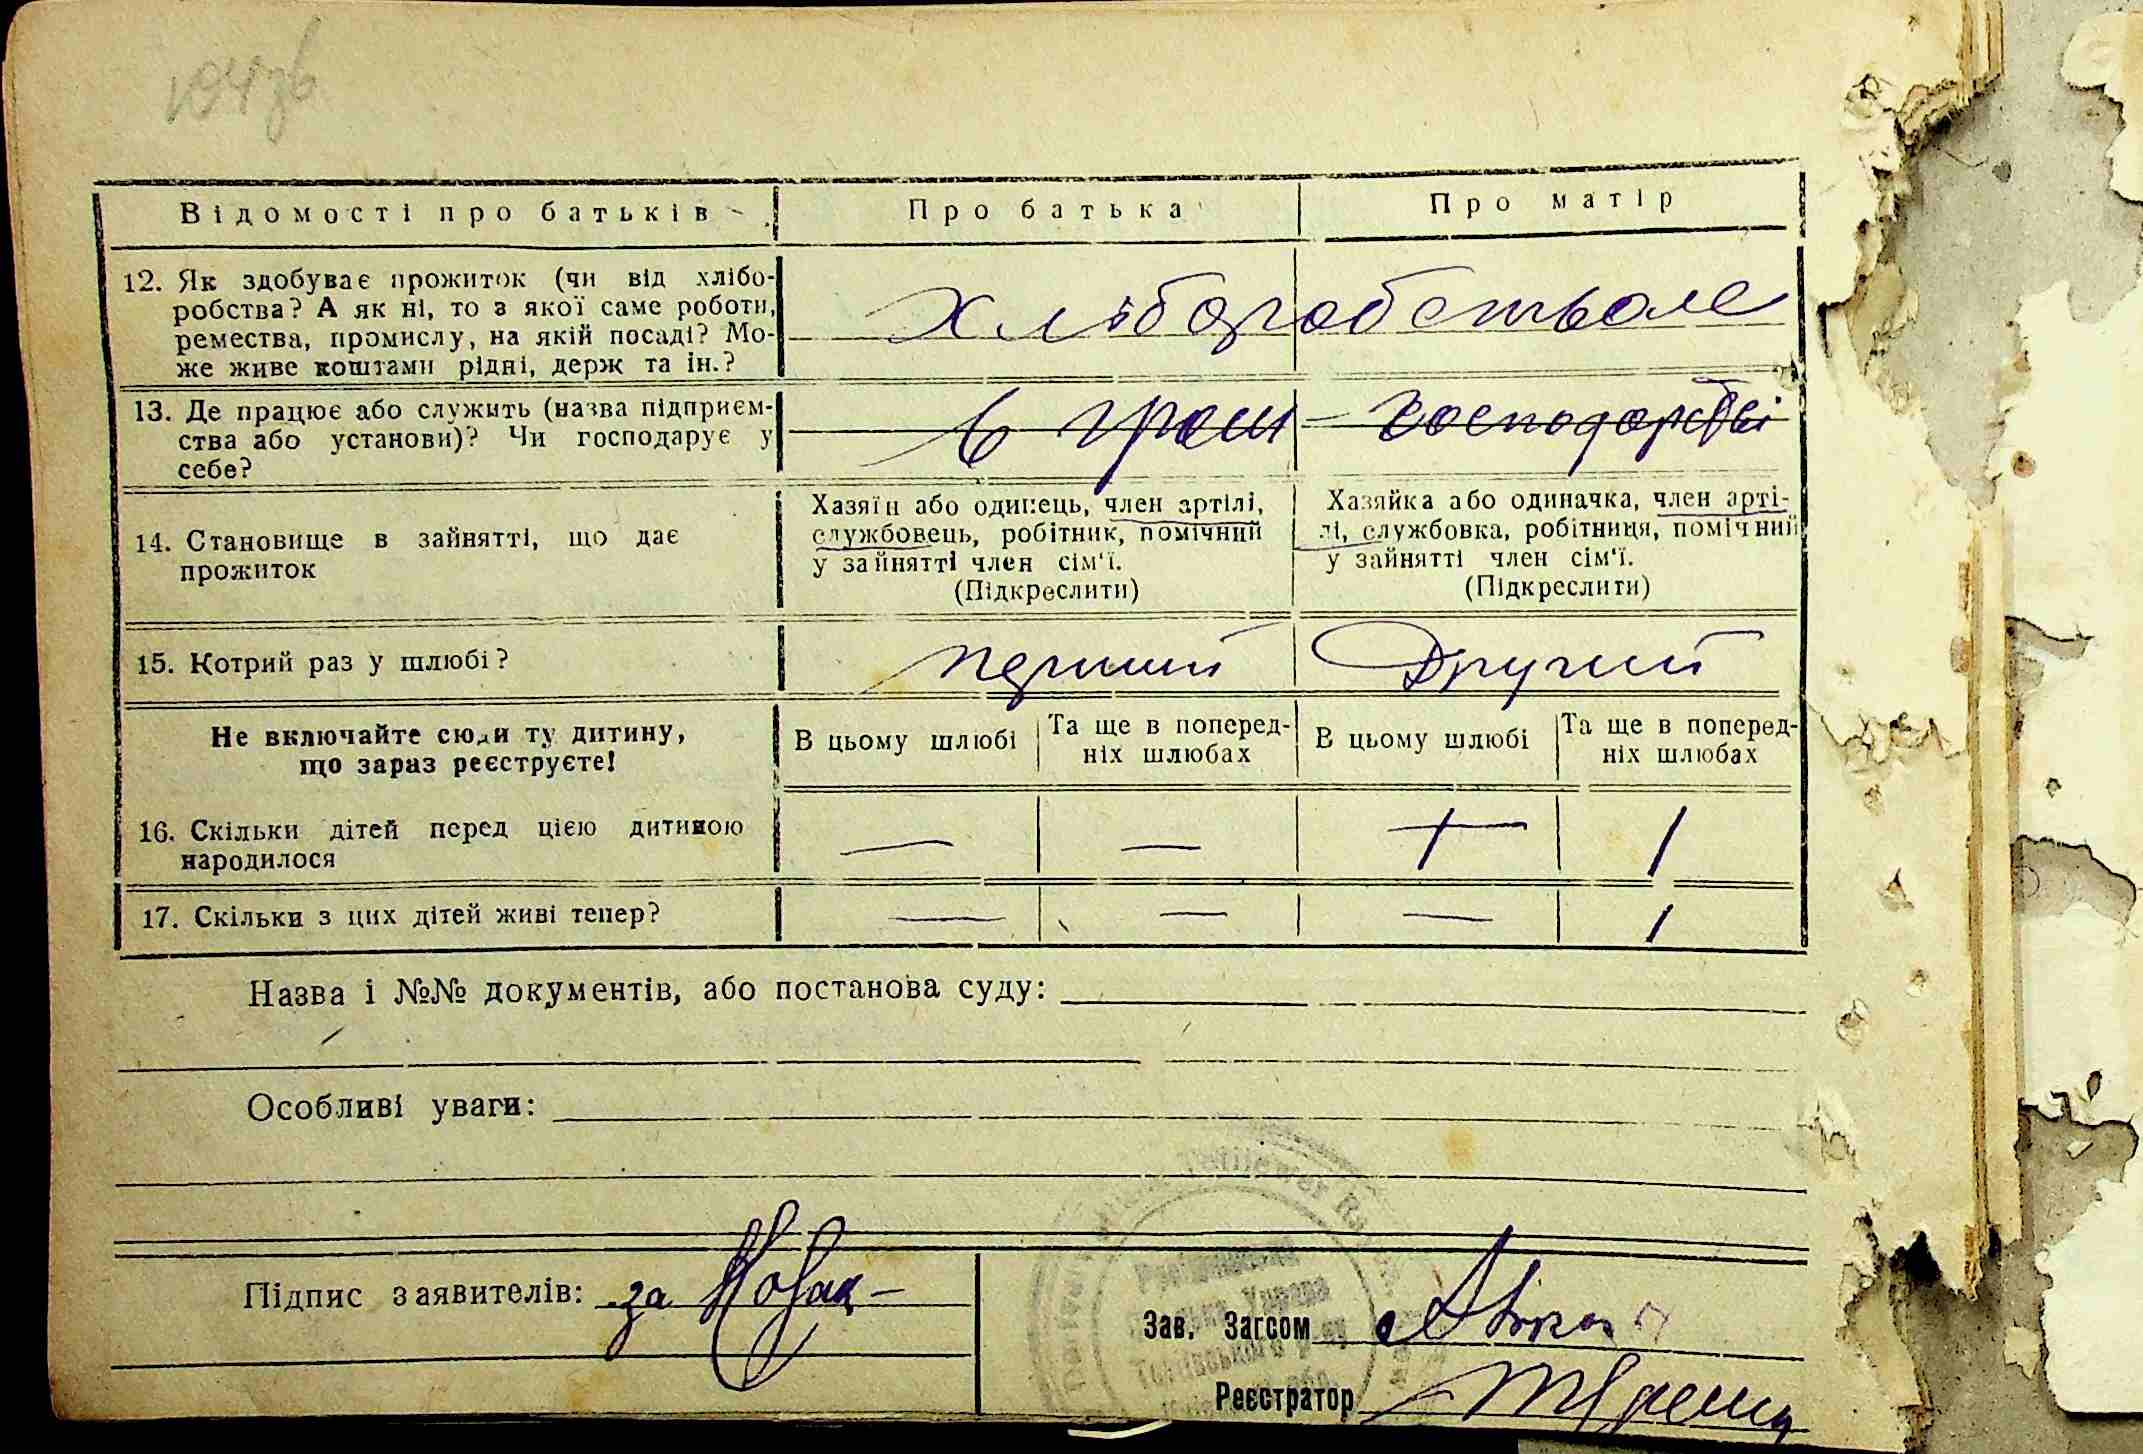 Відомості про батьків
Про батька
Про матір
12. Як здобуває прожиток (чи від хлібо-
робства? А як ні, то з якої саме роботи,
ремества, промислу, на якій посаді? Мо-
же живе коштами рідні, держ та ін.?
Хліборобством
13. Де працює або служить (назва підприєм-
ства або установи)? Чи господарує у
себе?
в гром – господарстві
14. Становище в зайнятті, що дає
прожиток
Хазяїн або одинець, член артілі,
службовець, робітник, помічний
у зайнятті член сім'ї.
(Підкреслити)
Хазяйка або одиначка, член арті-
лі, службовка, робітниця, помічний
у зайнятті член сім'ї.
(Підкреслити)
15. Котрий раз у шлюбі?
перший
Другий
Не включайте сюди ту дитину,
що зараз реєструєте!
В цьому шлюбі
Та ще в поперед-
ніх шлюбах
В цьому шлюбі
Та ще в поперед-
ніх шлюбах
16. Скільки дітей перед цією дитиною
народилося
— — 1
17. Скільки з цих дітей живі тепер?
— — — 1
Назва і №№ документів, або постанова суду:
Особливі уваги:
Підпис заявителів: за
Зав. Загсом
Реєстратор